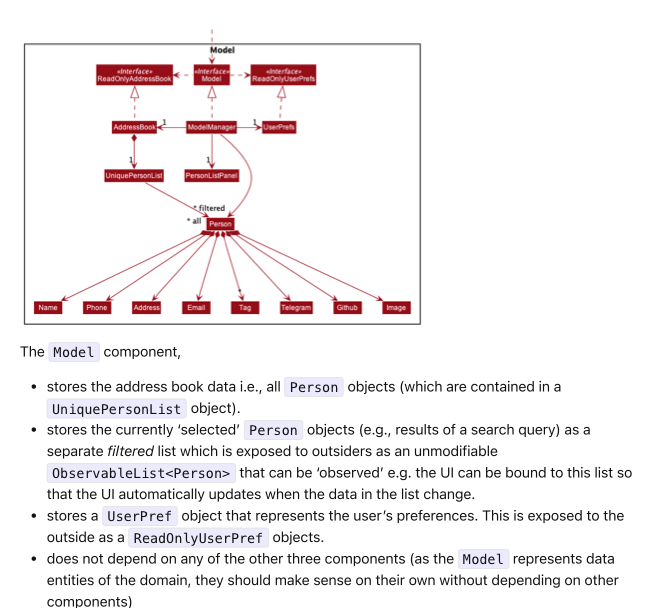 Model
«Interface» «Interface» «Interface»
ReadOnlyAddressBook Model ReadOnlyUserPrefs
1 1
AddressBook ModelManager UserPrefs
1 1
UniquePersonList PersonListPanel
* filtered
* all Person
*
Name Phone Address Email Tag Telegram Github Image
The Model component,
• stores the address book data i.e., all Person objects (which are contained in a
UniquePersonList object).
• stores the currently ‘selected’ Person objects (e.g., results of a search query) as a
separate filtered list which is exposed to outsiders as an unmodifiable
ObservableList<Person> that can be ‘observed’ e.g. the UI can be bound to this list so
that the UI automatically updates when the data in the list change.
• stores a UserPref object that represents the user’s preferences. This is exposed to the
outside as a ReadOnlyUserPref objects.
• does not depend on any of the other three components (as the Model represents data
entities of the domain, they should make sense on their own without depending on other
components)